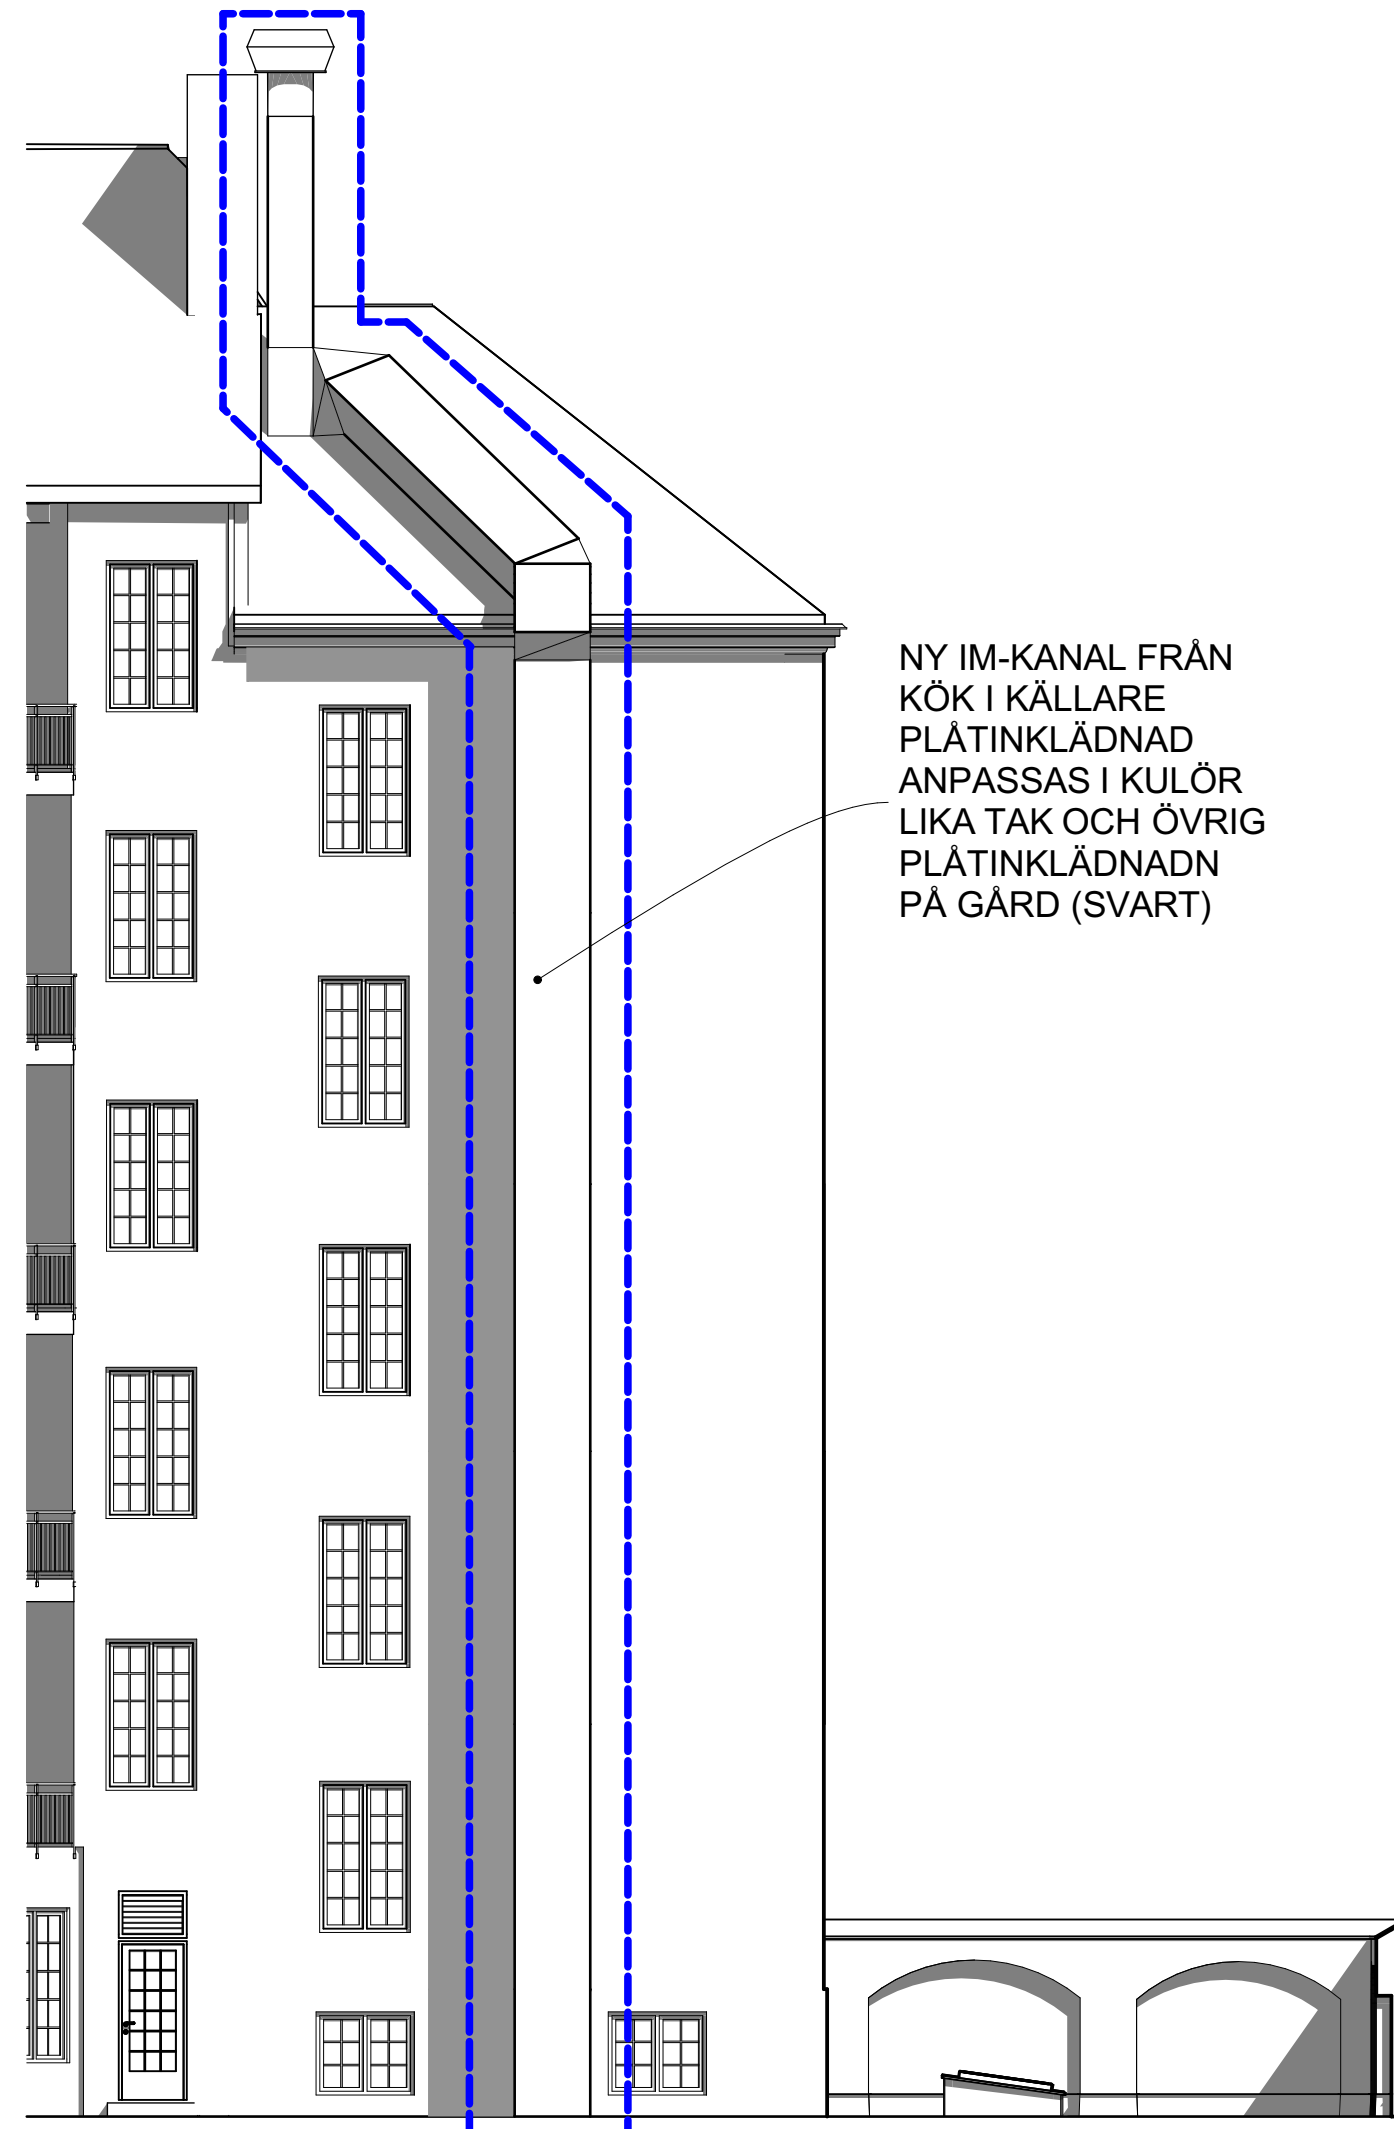 NY IM-KANAL FRÅN
KÖK I KÄLLARE
PLÅTINKLÄDNAD
ANPASSAS I KULÖR
LIKA TAK OCH ÖVRIG
PLÅTINKLÄDNADN
PÅ GÅRD (SVART)